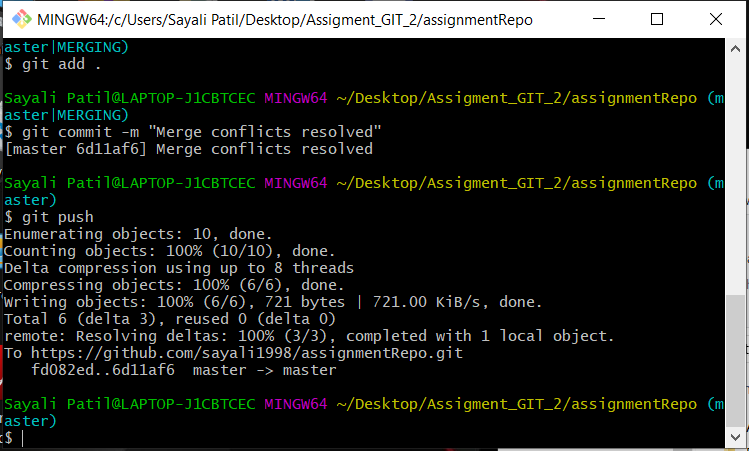 MINGW64:/c/Users/Sayali Patil/Desktop/Assigment_GIT_2/assignmentRepo
aster|MERGING)
$ git add .
Sayali Patil@LAPTOP-J1CBTCEC MINGW64 ~/Desktop/Assigment_GIT_2/assignmentRepo (m
aster|MERGING)
$ git commit -m "Merge conflicts resolved"
[master 6d11af6] Merge conflicts resolved
Sayali Patil@LAPTOP-J1CBTCEC MINGW64 ~/Desktop/Assigment_GIT_2/assignmentRepo (m
aster)
$ git push
Enumerating objects: 10, done.
Counting objects: 100% (10/10), done.
Delta compression using up to 8 threads
Compressing objects: 100% (6/6), done.
Writing objects: 100% (6/6), 721 bytes | 721.00 KiB/s, done.
Total 6 (delta 3), reused 0 (delta 0)
remote: Resolving deltas: 100% (3/3), completed with 1 local object.
To https://github.com/sayali1998/assignmentRepo.git
   fd082ed..6d11af6  master -> master
Sayali Patil@LAPTOP-J1CBTCEC MINGW64 ~/Desktop/Assigment_GIT_2/assignmentRepo (m
aster)
$